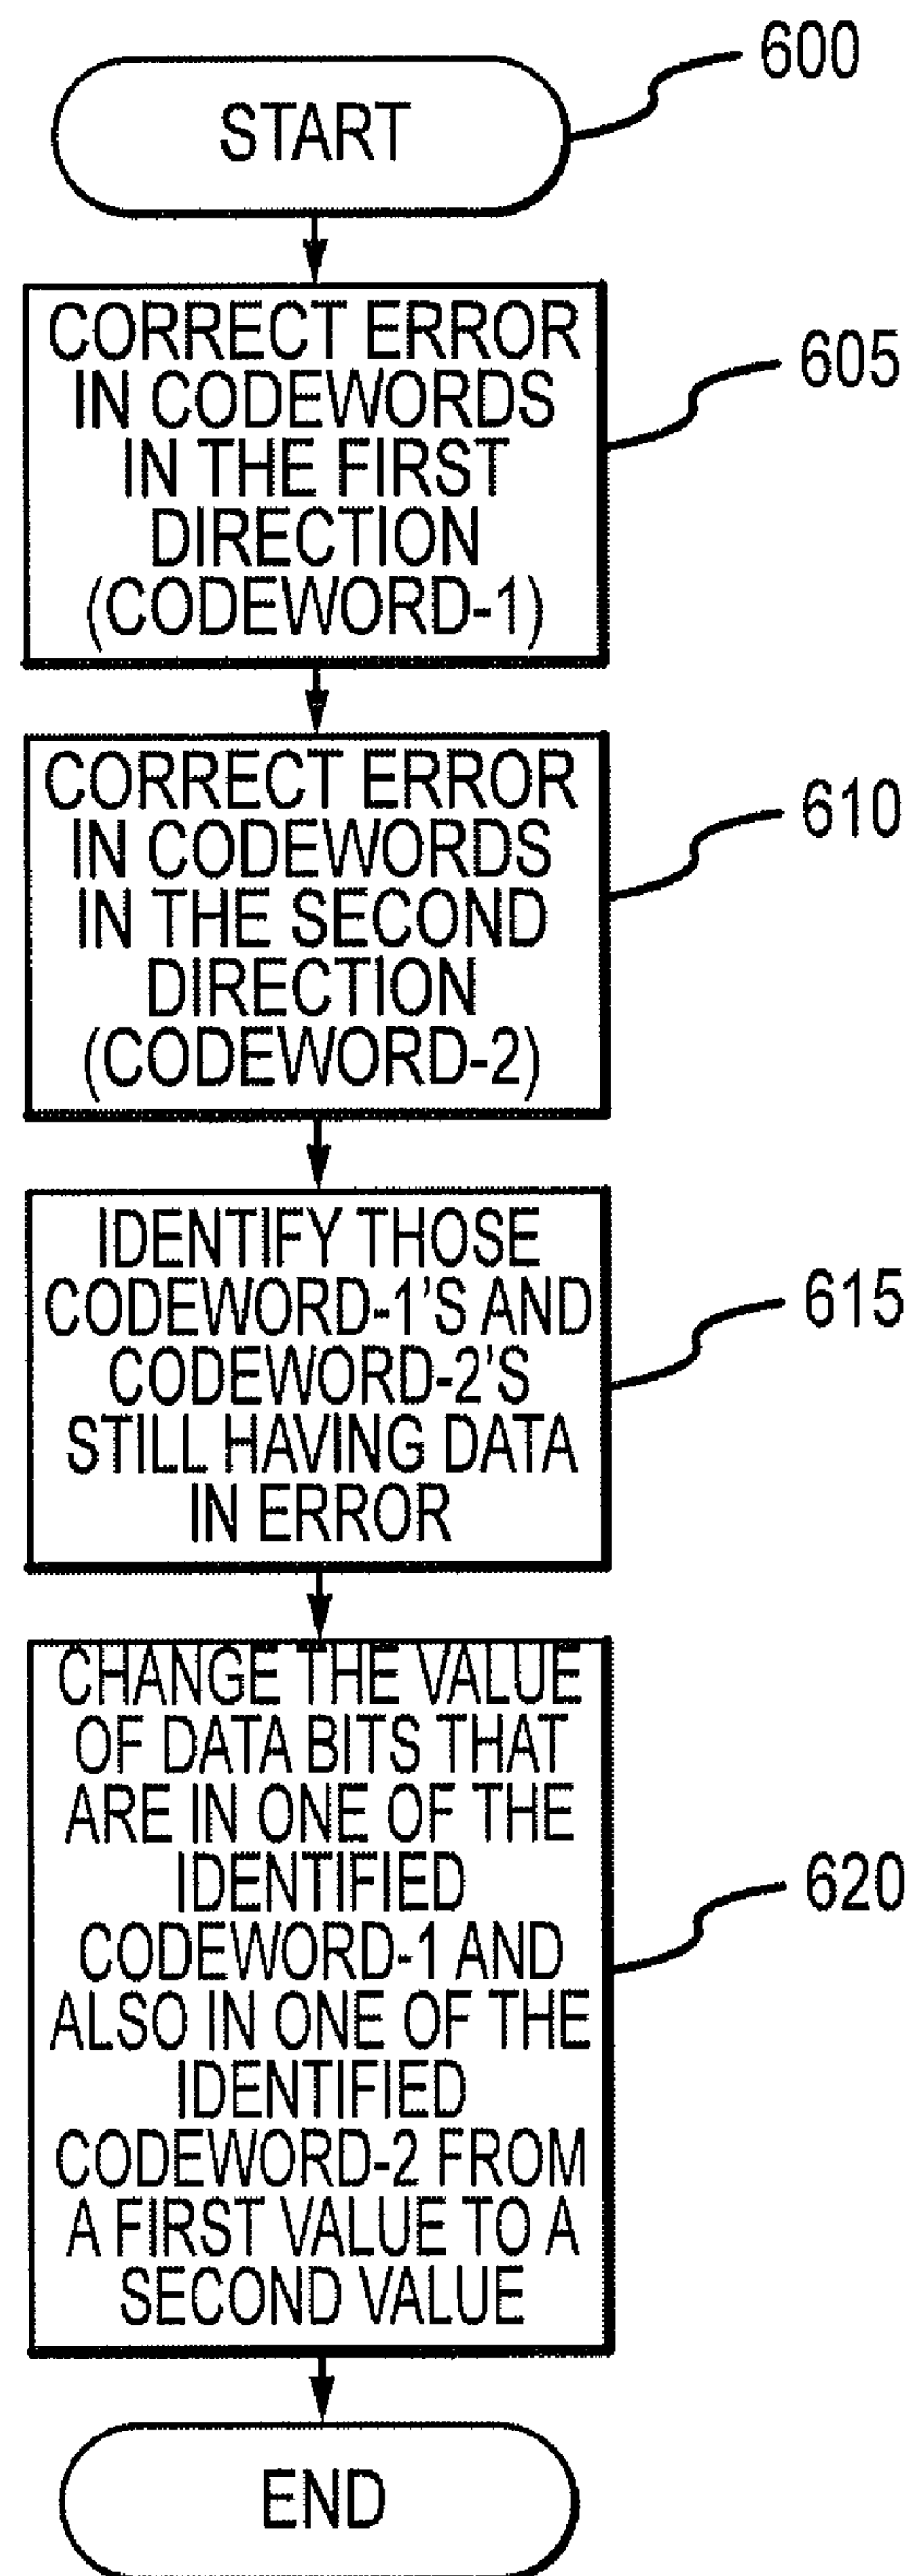 600
START
CORRECT ERROR
IN CODEWORDS
IN THE FIRST
DIRECTION
(CODEWORD-1)
605
CORRECT ERROR
IN CODEWORDS
IN THE SECOND
DIRECTION
(CODEWORD-2)
610
IDENTIFY THOSE
CODEWORD-1'S AND
CODEWORD-2'S
STILL HAVING DATA
IN ERROR
615
CHANGE THE VALUE
OF DATA BITS THAT
ARE IN ONE OF THE
IDENTIFIED
CODEWORD-1 AND
ALSO IN ONE OF THE
IDENTIFIED
CODEWORD-2 FROM
A FIRST VALUE TO A
SECOND VALUE
620
END